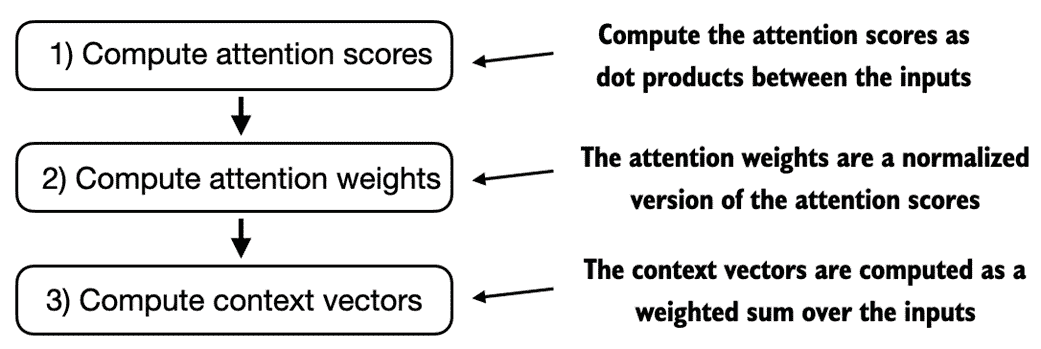 1) Compute attention scores
Compute the attention scores as
dot products between the inputs
2) Compute attention weights
The attention weights are a normalized
version of the attention scores
3) Compute context vectors
The context vectors are computed as a
weighted sum over the inputs